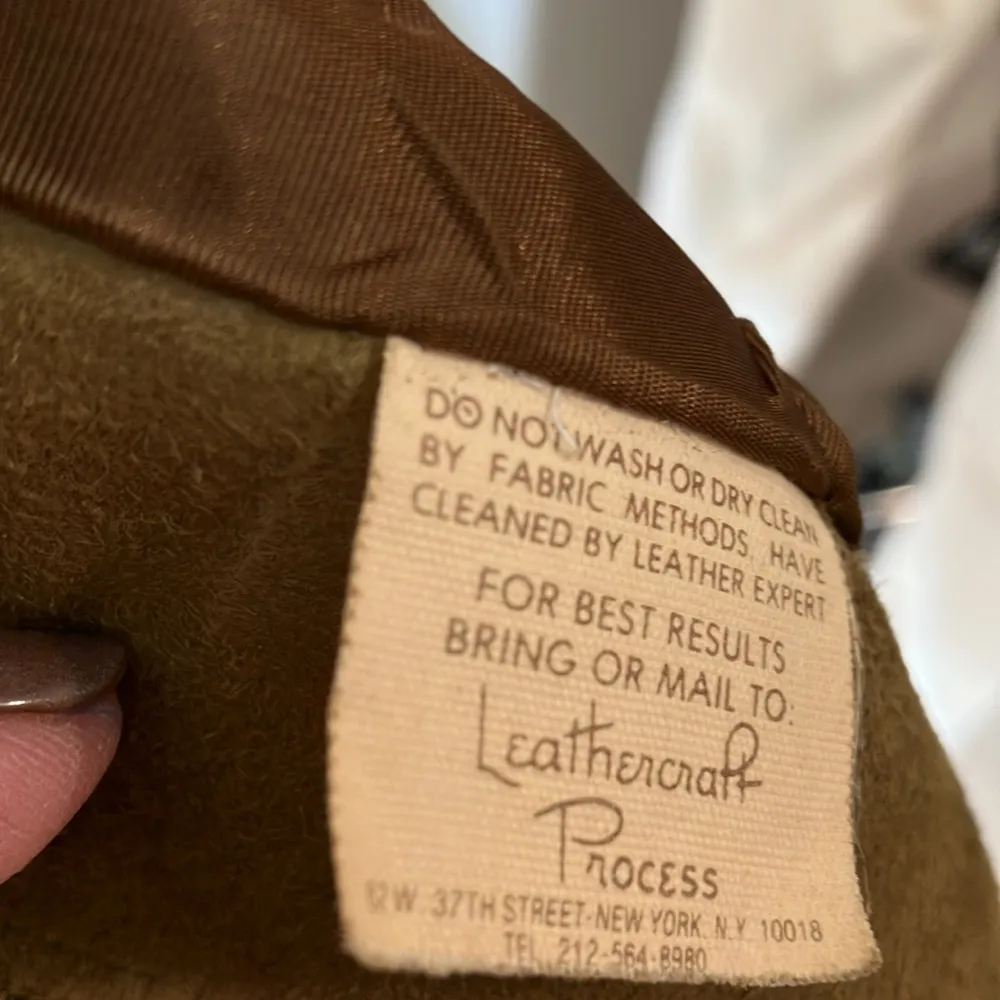 DO NOT WASH OR DRY CLEAN
BY FABRIC METHODS, HAVE
CLEANED BY LEATHER EXPERT
FOR BEST RESULTS
BRING OR MAIL TO:
Leathercraft
Process
W. 37TH STREET·NEW YORK, N.Y. 10018
TEL. 212-564-8980